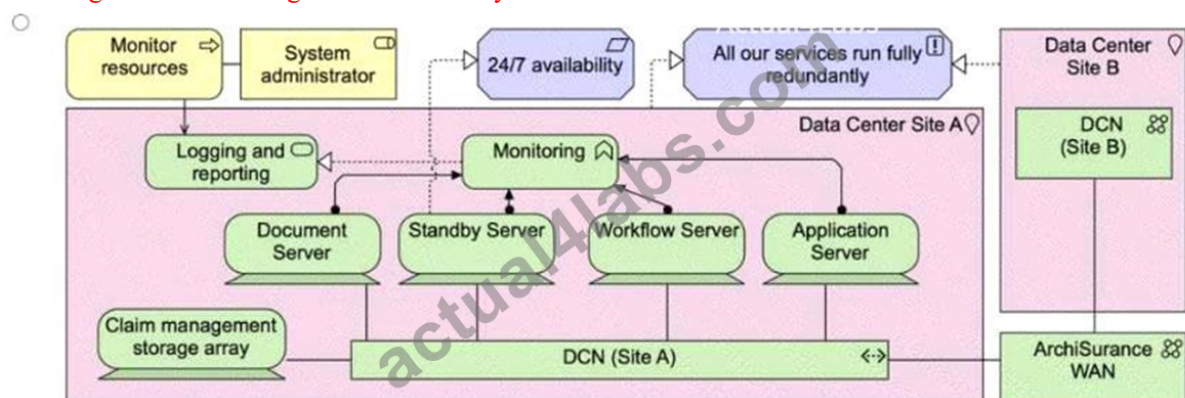 Monitor
resources
System
administrator
24/7 availability
All our services run fully
redundantly
Data Center
Site B
DCN
(Site B)
Data Center Site A
Logging and
reporting
Monitoring
Document
Server
Standby Server
Workflow Server
Application
Server
Claim management
storage array
DCN (Site A)
ArchiSurance
WAN
actual4labs.com